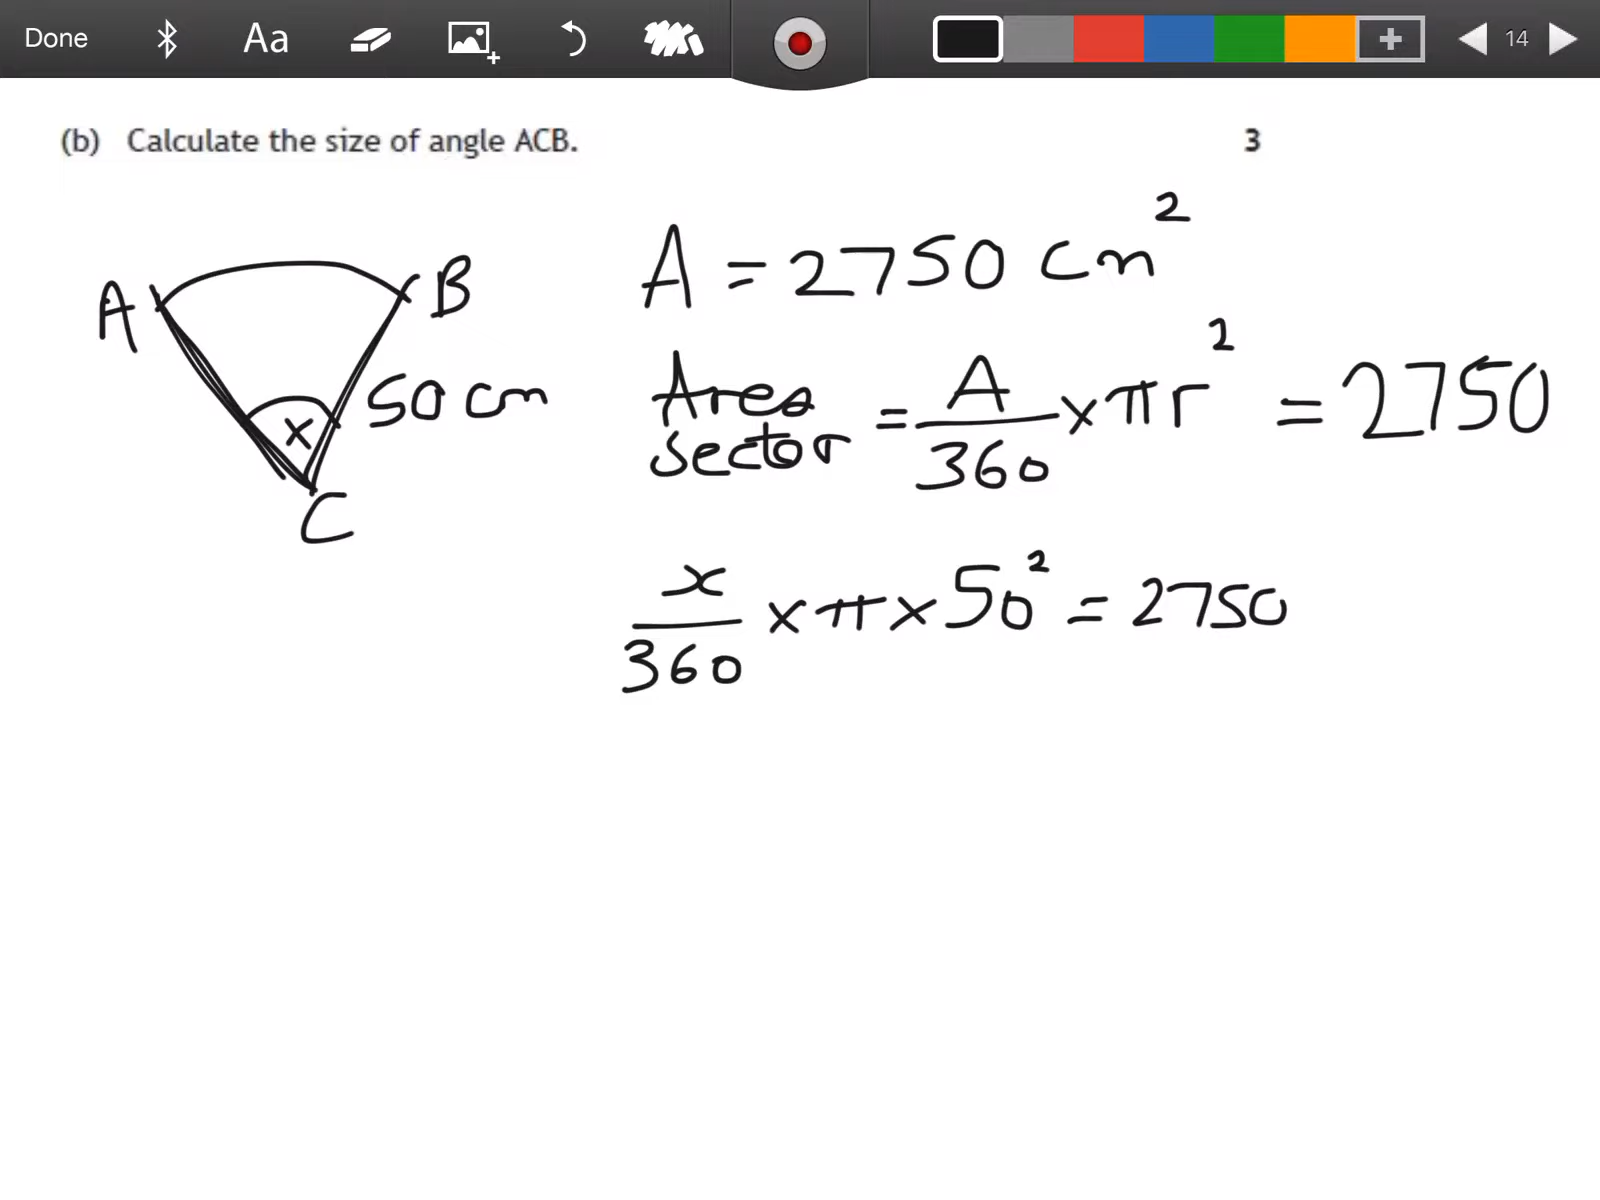 Done Aa 14
(b) Calculate the size of angle ACB. 3
A = 2750 cm²
A B
50 cm
x
C
Area sector = A/360 × πr² = 2750
x/360 × π × 50² = 2750